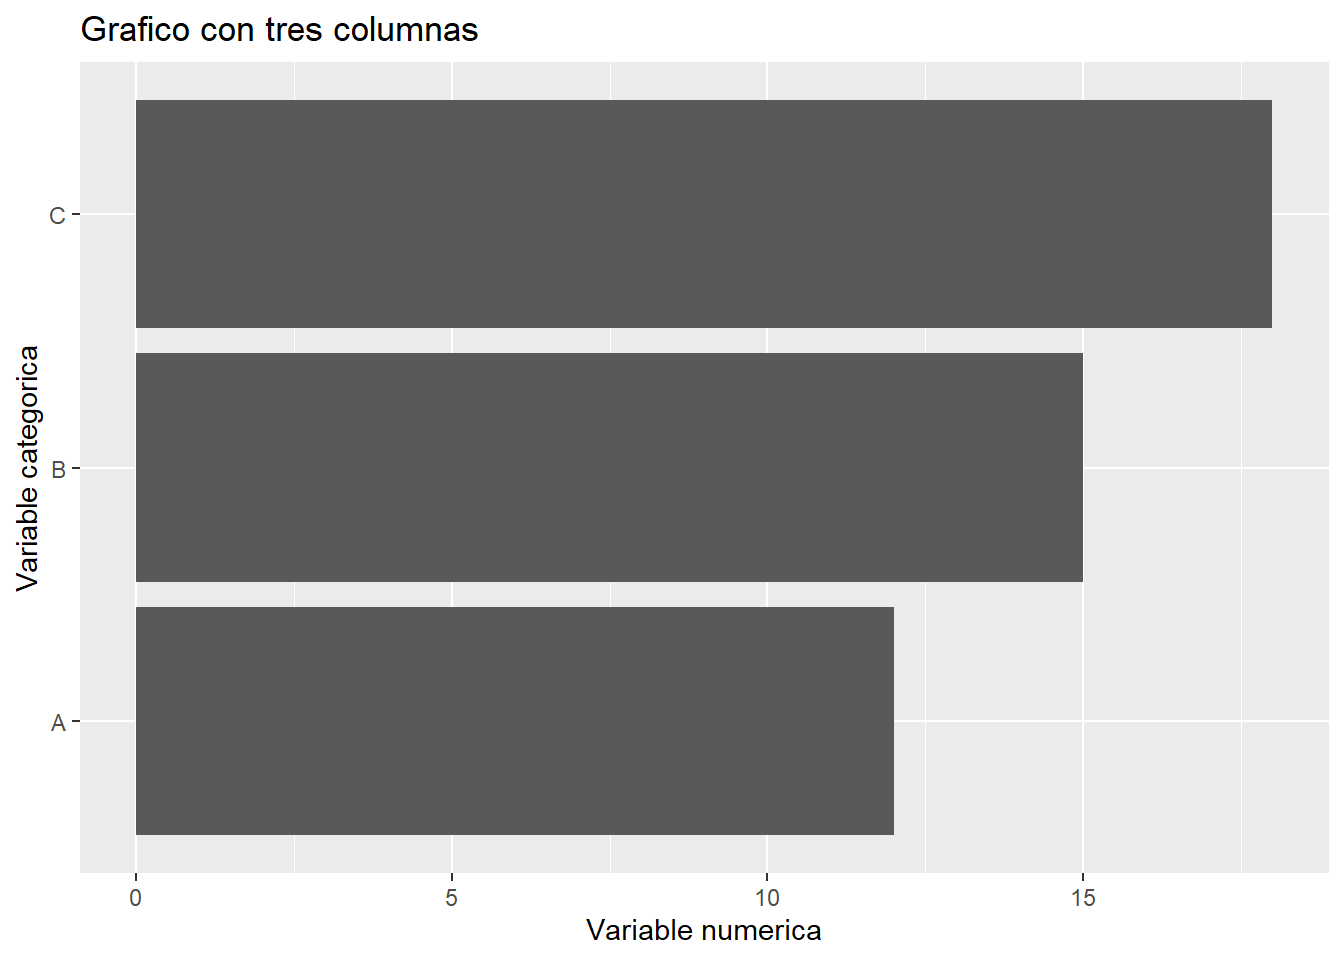 Grafico con tres columnas
Variable categorica
C
B
A
0 5 10 15
Variable numerica